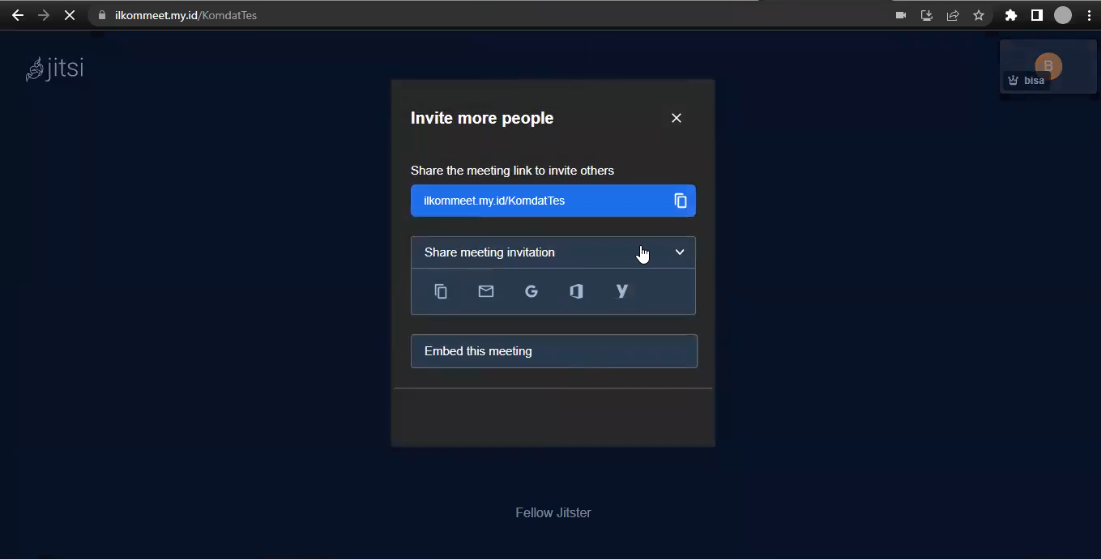 ilkommeet.my.id/KomdatTes
jitsi
B
bisa
Invite more people
Share the meeting link to invite others
ilkommeet.my.id/KomdatTes
Share meeting invitation
G
y
Embed this meeting
Fellow Jitster